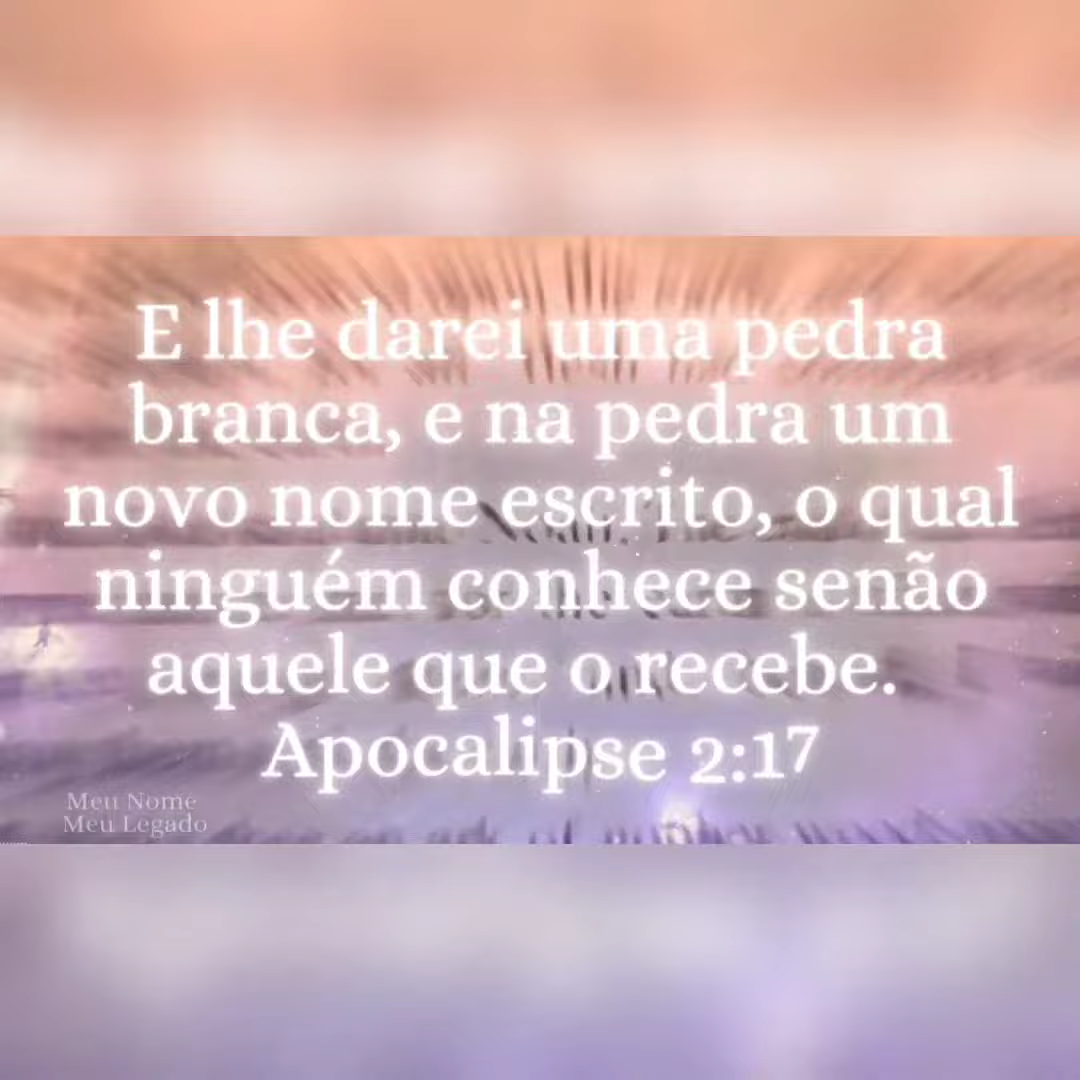 E lhe darei uma pedra
branca, e na pedra um
novo nome escrito, o qual
ninguém conhece senão
aquele que o recebe.
Apocalipse 2:17
Meu Nome
Meu Legado